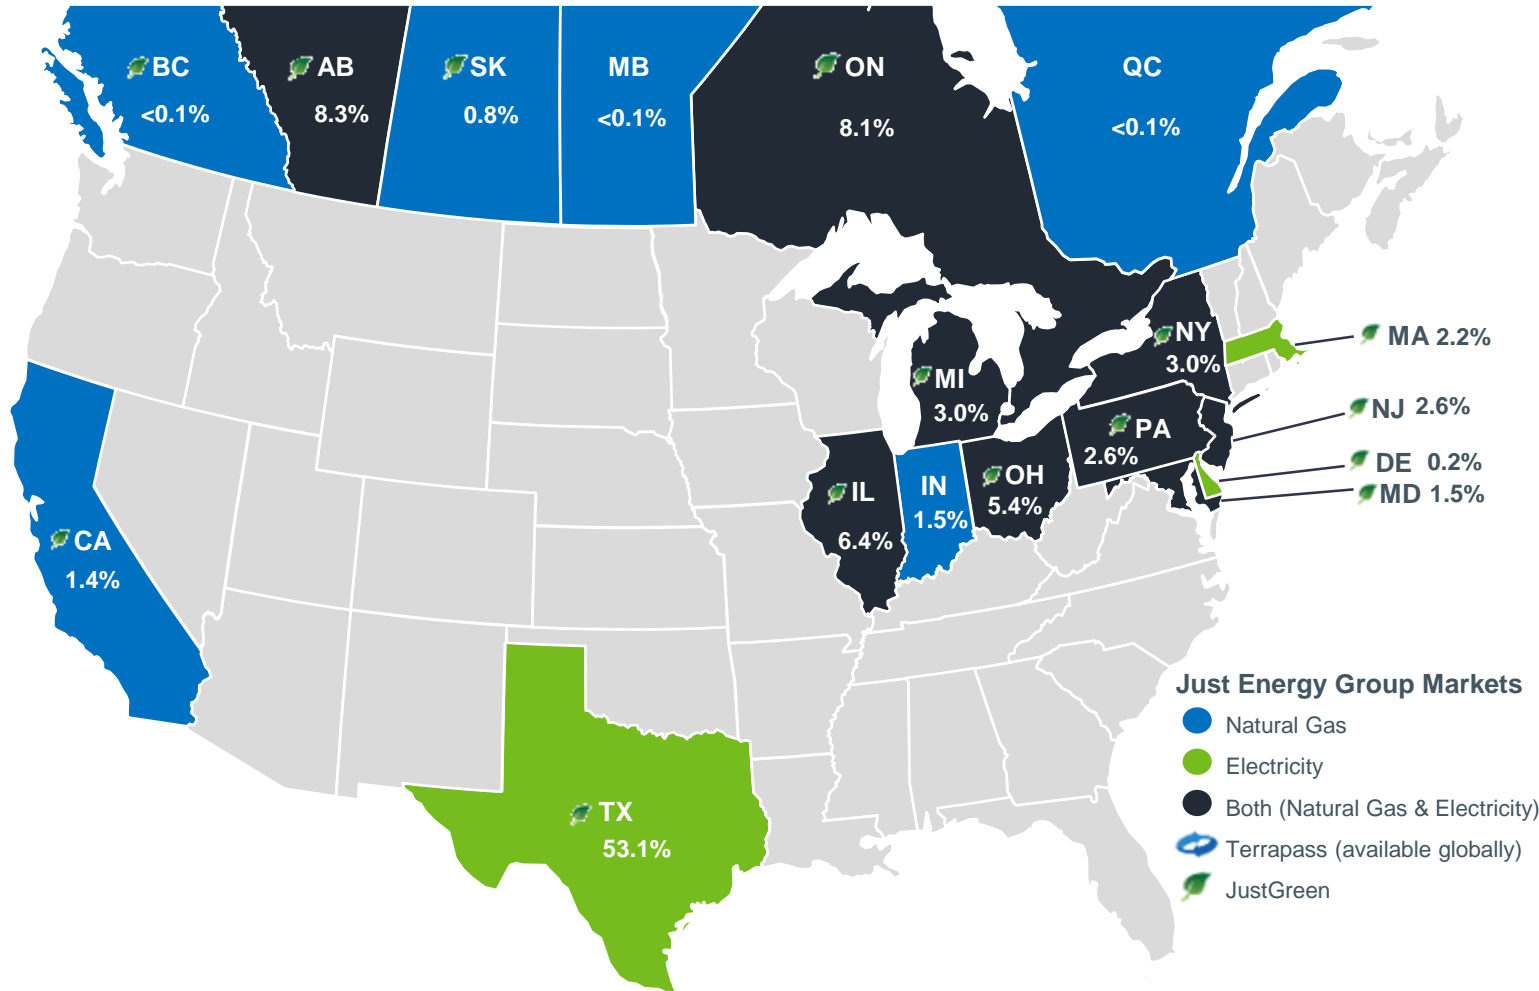 BC
<0.1%
AB
8.3%
SK
0.8%
MB
<0.1%
ON
8.1%
QC
<0.1%
MA 2.2%
NY
3.0%
MI
3.0%
NJ 2.6%
PA
2.6%
DE 0.2%
MD 1.5%
OH
5.4%
IN
1.5%
IL
6.4%
CA
1.4%
TX
53.1%
Just Energy Group Markets
Natural Gas
Electricity
Both (Natural Gas & Electricity)
Terrapass (available globally)
JustGreen